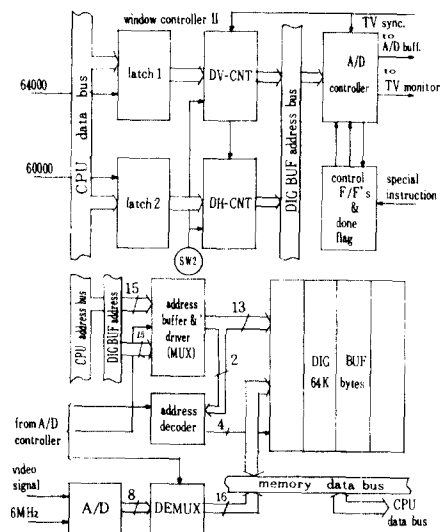 window controller II
TV sync.
to
A/D buff.
to
TV monitor
64000
60000
CPU data bus
latch 1
latch 2
DV-CNT
DH-CNT
SW2
DIG BUF address bus
A/D
controller
control
F/F's
&
done
flag
special
instruction
CPU address bus
DIG BUF address
15
15
address
buffer &
driver
(MUX)
13
2
address
decoder
4
DIG BUF
64K bytes
from A/D
controller
video
signal
6MHz
A/D
8
DEMUX
16
memory data bus
CPU
data bus